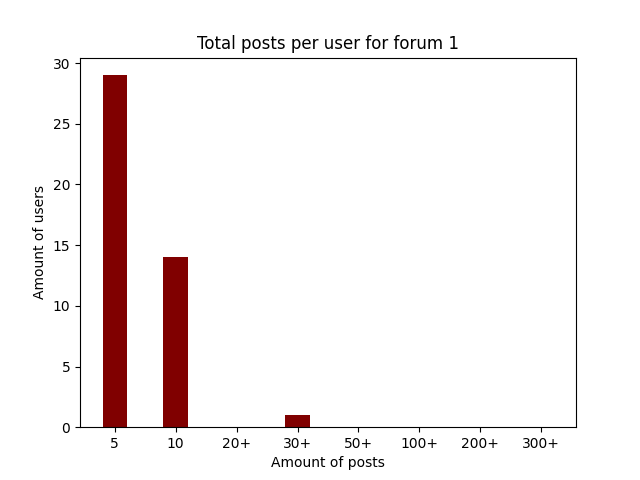 Total posts per user for forum 1
Amount of users
30
25
20
15
10
5
0
5 10 20+ 30+ 50+ 100+ 200+ 300+
Amount of posts